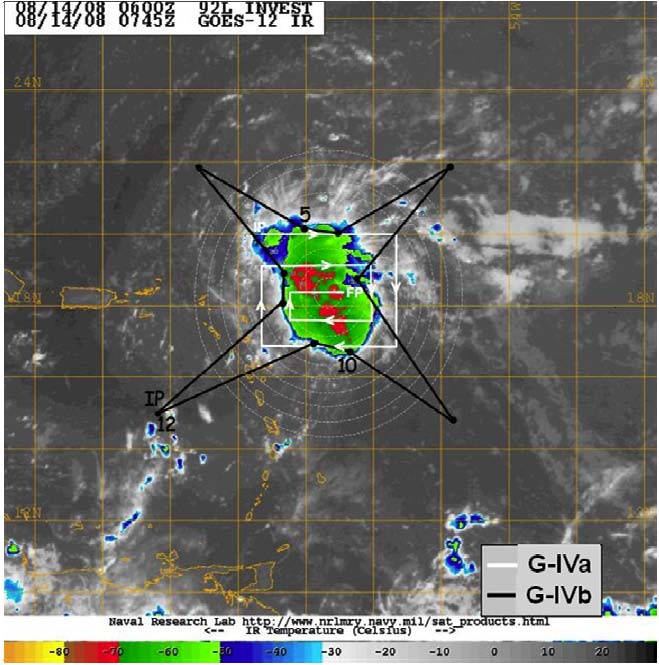 08/14/08 0600Z 92L INVEST
08/14/08 0745Z GOES-12 IR
24N
5
FP
18N
10
IP
12
12N
G-IVa
G-IVb
Naval Research Lab http://www.nrlmry.navy.mil/sat_products.html
<-- IR Temperature (Celsius) -->
-80 -70 -60 -50 -40 -30 -20 -10 0 10 20